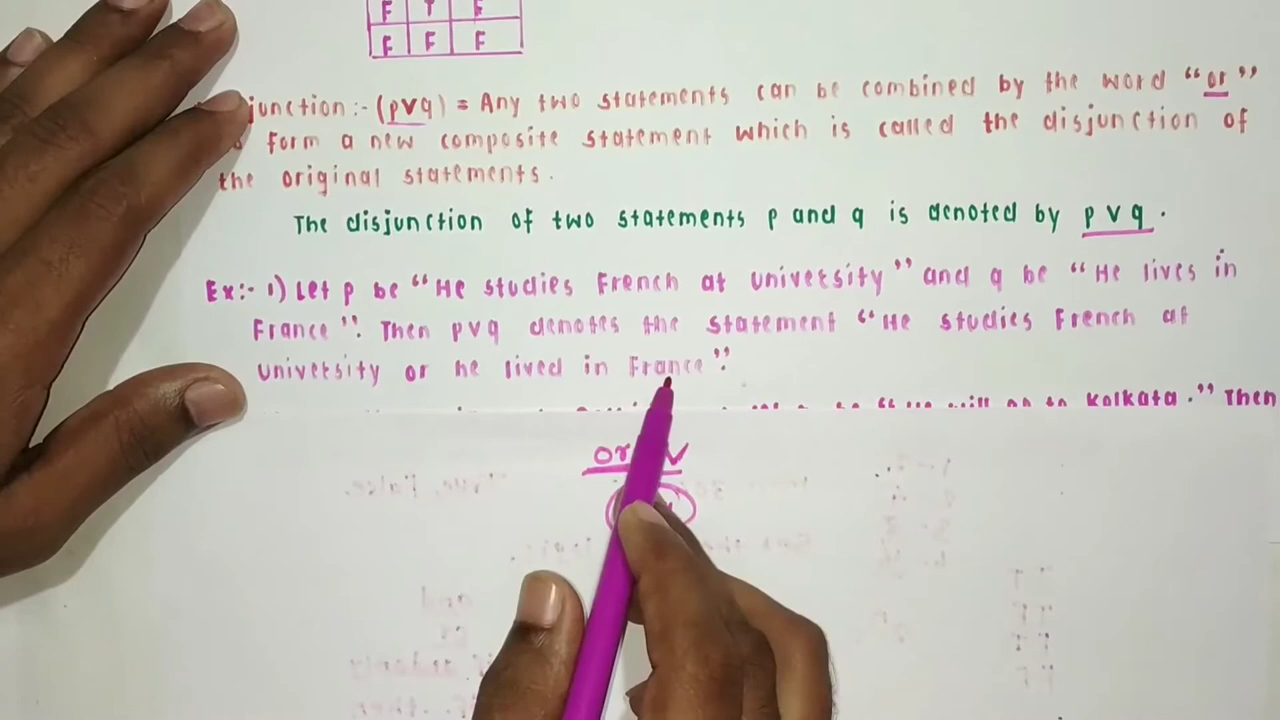 F T F
F F F
junction :- (pvq) = Any two statements can be combined by the word "or"
form a new composite statement which is called the disjunction of
the original statements.
The disjunction of two statements p and q is denoted by p v q.
Ex:- 1) Let p be "He studies French at university" and q be "He lives in
France". Then pvq denotes the statement "He studies French at
university or he lived in France".
Kolkata." Then
or v